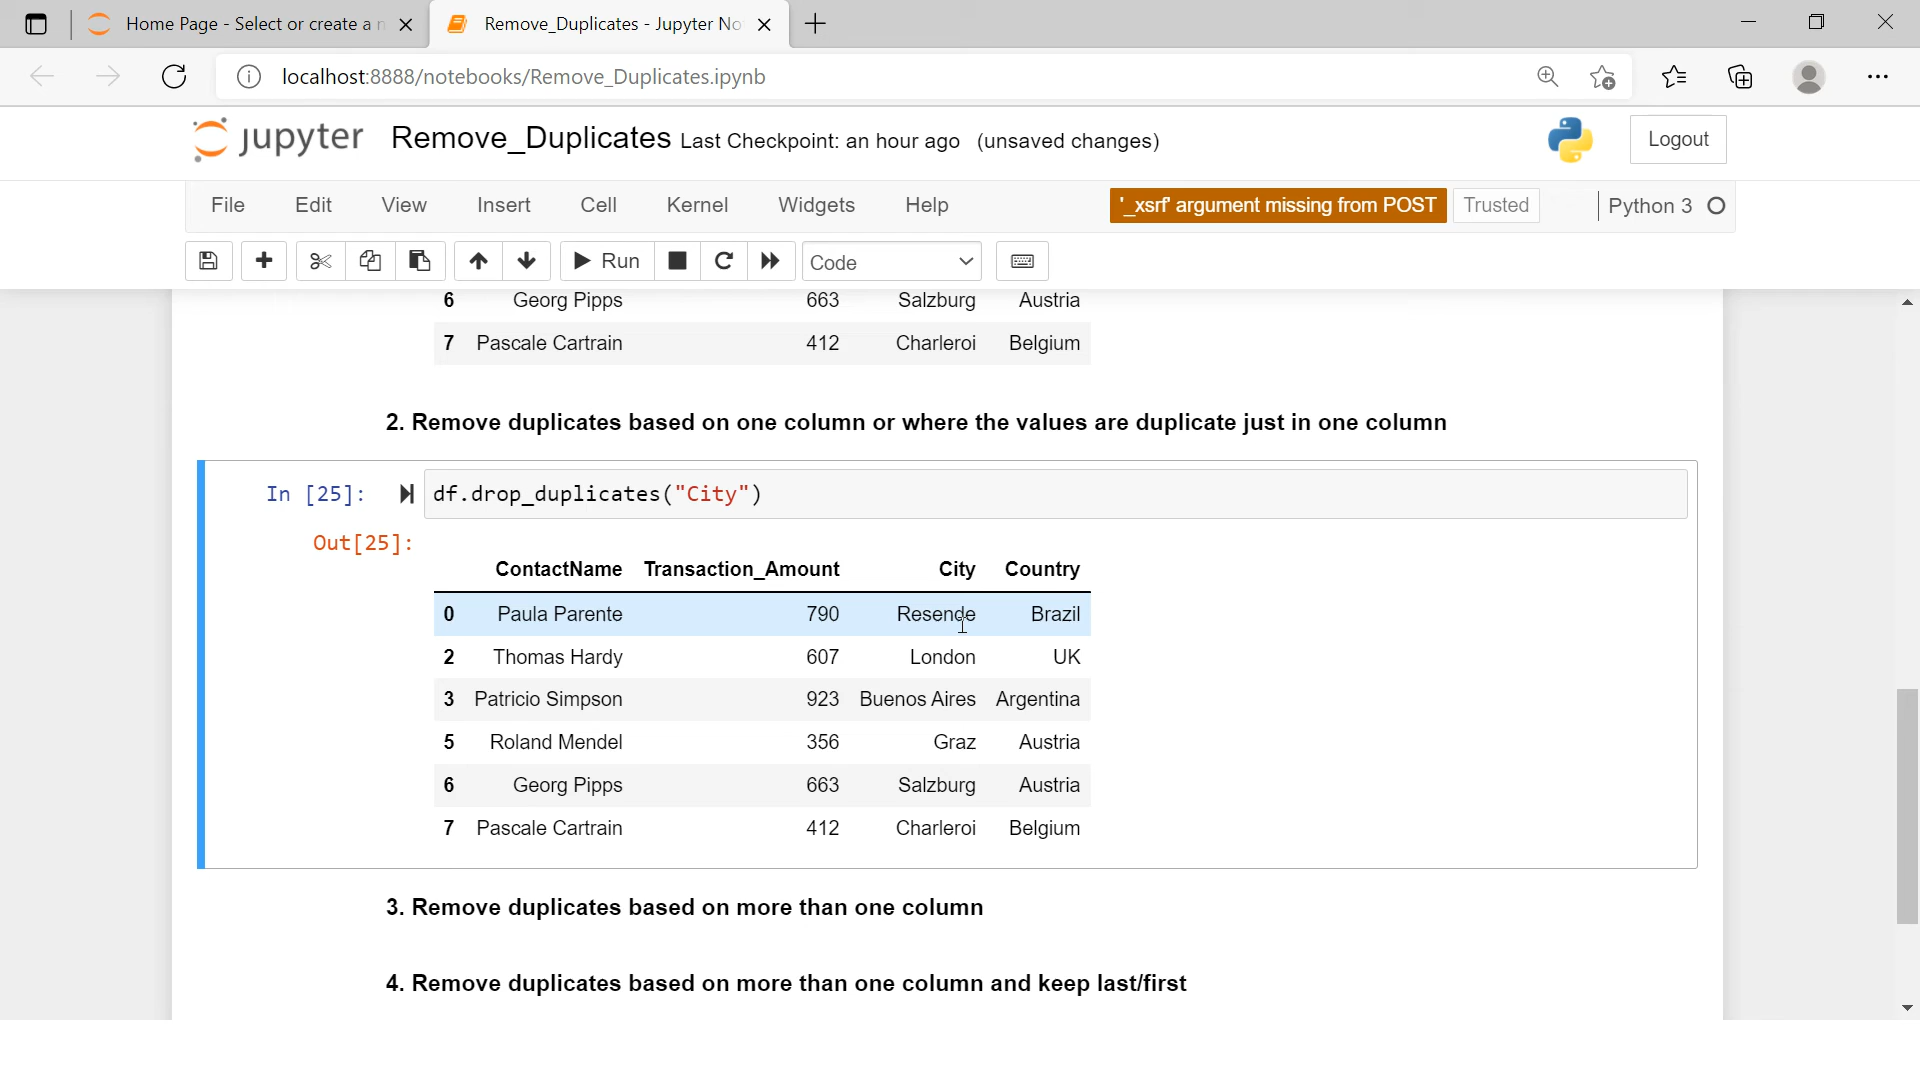 Home Page - Select or create a n
Remove_Duplicates - Jupyter No
localhost:8888/notebooks/Remove_Duplicates.ipynb
jupyter Remove_Duplicates Last Checkpoint: an hour ago (unsaved changes)
Logout
File Edit View Insert Cell Kernel Widgets Help '_xsrf' argument missing from POST Trusted Python 3
Run Code
6 Georg Pipps 663 Salzburg Austria
7 Pascale Cartrain 412 Charleroi Belgium
2. Remove duplicates based on one column or where the values are duplicate just in one column
In [25]: df.drop_duplicates("City")
Out[25]:
ContactName Transaction_Amount City Country
0 Paula Parente 790 Resende Brazil
2 Thomas Hardy 607 London UK
3 Patricio Simpson 923 Buenos Aires Argentina
5 Roland Mendel 356 Graz Austria
6 Georg Pipps 663 Salzburg Austria
7 Pascale Cartrain 412 Charleroi Belgium
3. Remove duplicates based on more than one column
4. Remove duplicates based on more than one column and keep last/first